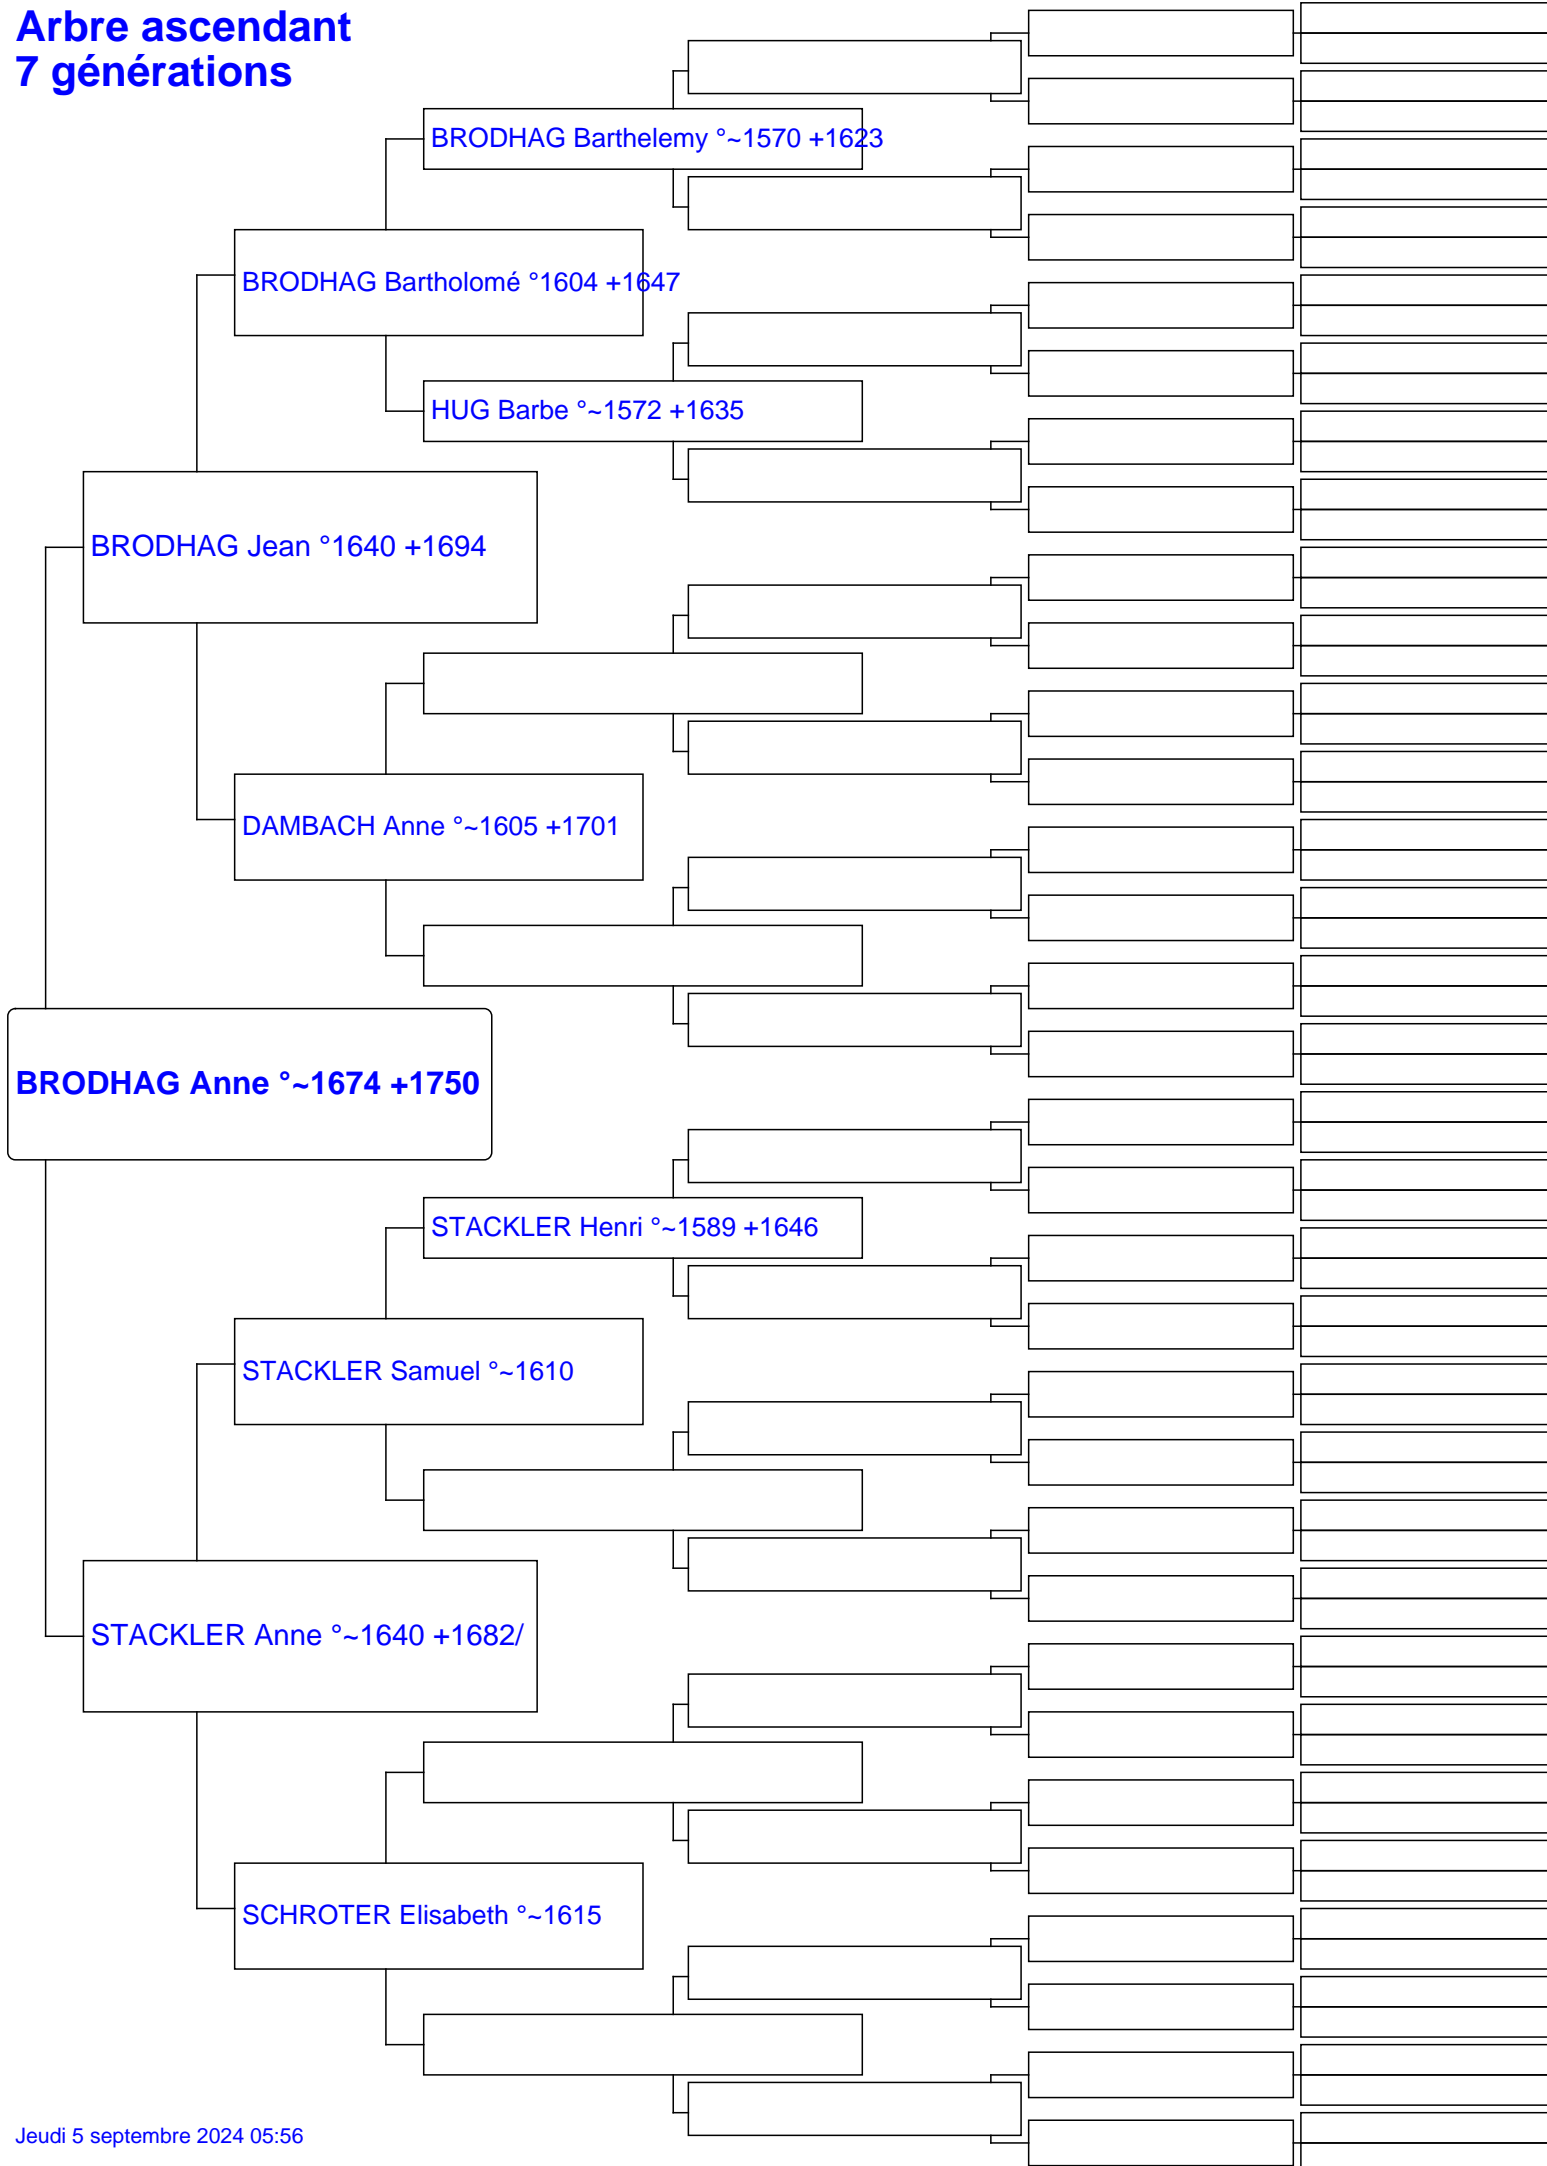 Arbre ascendant
7 générations
BRODHAG Barthelemy °~1570 +1623
BRODHAG Bartholomé °1604 +1647
HUG Barbe °~1572 +1635
BRODHAG Jean °1640 +1694
DAMBACH Anne °~1605 +1701
BRODHAG Anne °~1674 +1750
STACKLER Henri °~1589 +1646
STACKLER Samuel °~1610
STACKLER Anne °~1640 +1682/
SCHROTER Elisabeth °~1615
Jeudi 5 septembre 2024 05:56